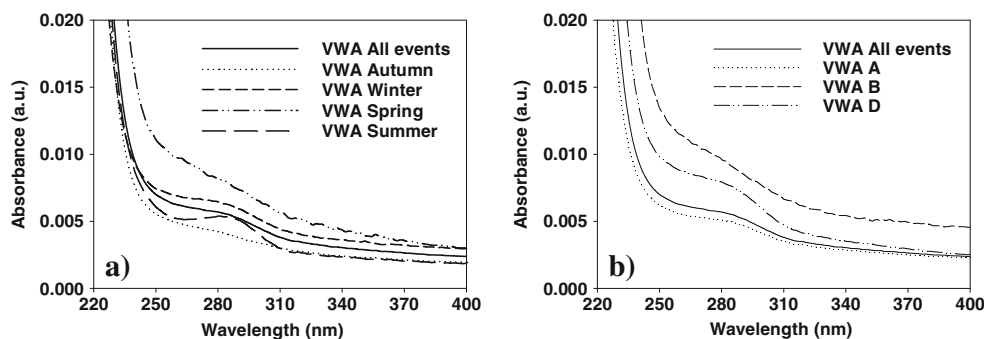 0.020
0.015
0.010
0.005
0.000
Absorbance (a.u.)
VWA All events
VWA Autumn
VWA Winter
VWA Spring
VWA Summer
a)
220 250 280 310 340 370 400
Wavelength (nm)
0.020
0.015
0.010
0.005
0.000
Absorbance (a.u.)
VWA All events
VWA A
VWA B
VWA D
b)
220 250 280 310 340 370 400
Wavelength (nm)